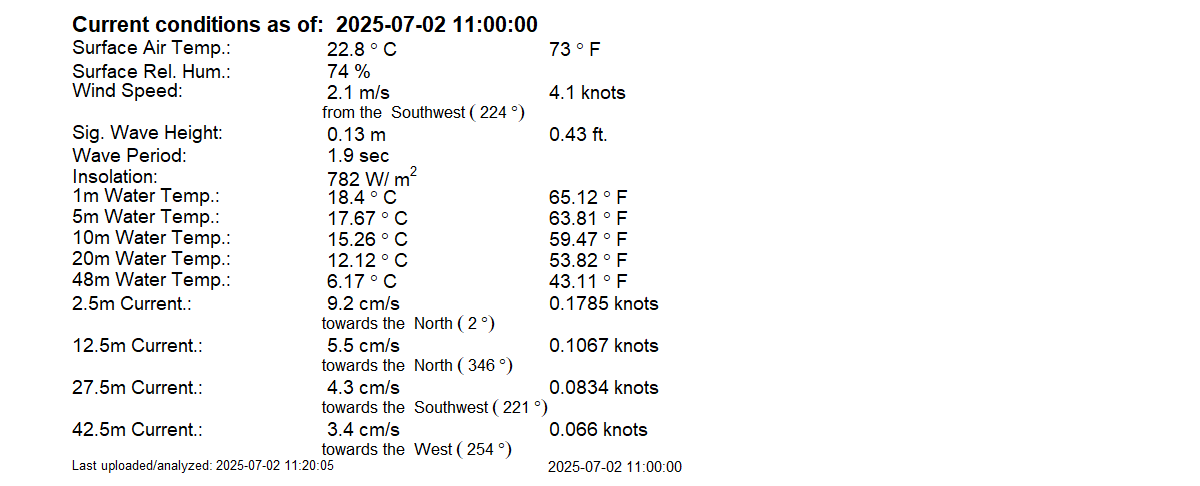 Current conditions as of: 2025-07-02 11:00:00
Surface Air Temp.: 22.8 ° C 73 ° F
Surface Rel. Hum.: 74 %
Wind Speed: 2.1 m/s 4.1 knots
from the Southwest ( 224 °)
Sig. Wave Height: 0.13 m 0.43 ft.
Wave Period: 1.9 sec
Insolation: 782 W/ m²
1m Water Temp.: 18.4 ° C 65.12 ° F
5m Water Temp.: 17.67 ° C 63.81 ° F
10m Water Temp.: 15.26 ° C 59.47 ° F
20m Water Temp.: 12.12 ° C 53.82 ° F
48m Water Temp.: 6.17 ° C 43.11 ° F
2.5m Current.: 9.2 cm/s 0.1785 knots
towards the North ( 2 °)
12.5m Current.: 5.5 cm/s 0.1067 knots
towards the North ( 346 °)
27.5m Current.: 4.3 cm/s 0.0834 knots
towards the Southwest ( 221 °)
42.5m Current.: 3.4 cm/s 0.066 knots
towards the West ( 254 °)
Last uploaded/analyzed: 2025-07-02 11:20:05 2025-07-02 11:00:00